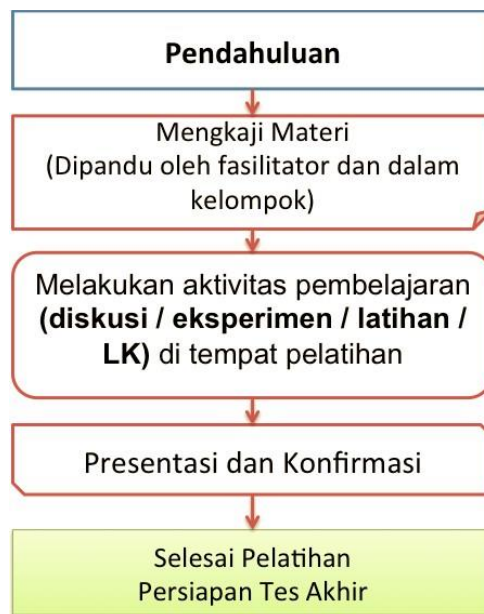 Pendahuluan
Mengkaji Materi
(Dipandu oleh fasilitator dan dalam
kelompok)
Melakukan aktivitas pembelajaran
(diskusi / eksperimen / latihan /
LK) di tempat pelatihan
Presentasi dan Konfirmasi
Selesai Pelatihan
Persiapan Tes Akhir